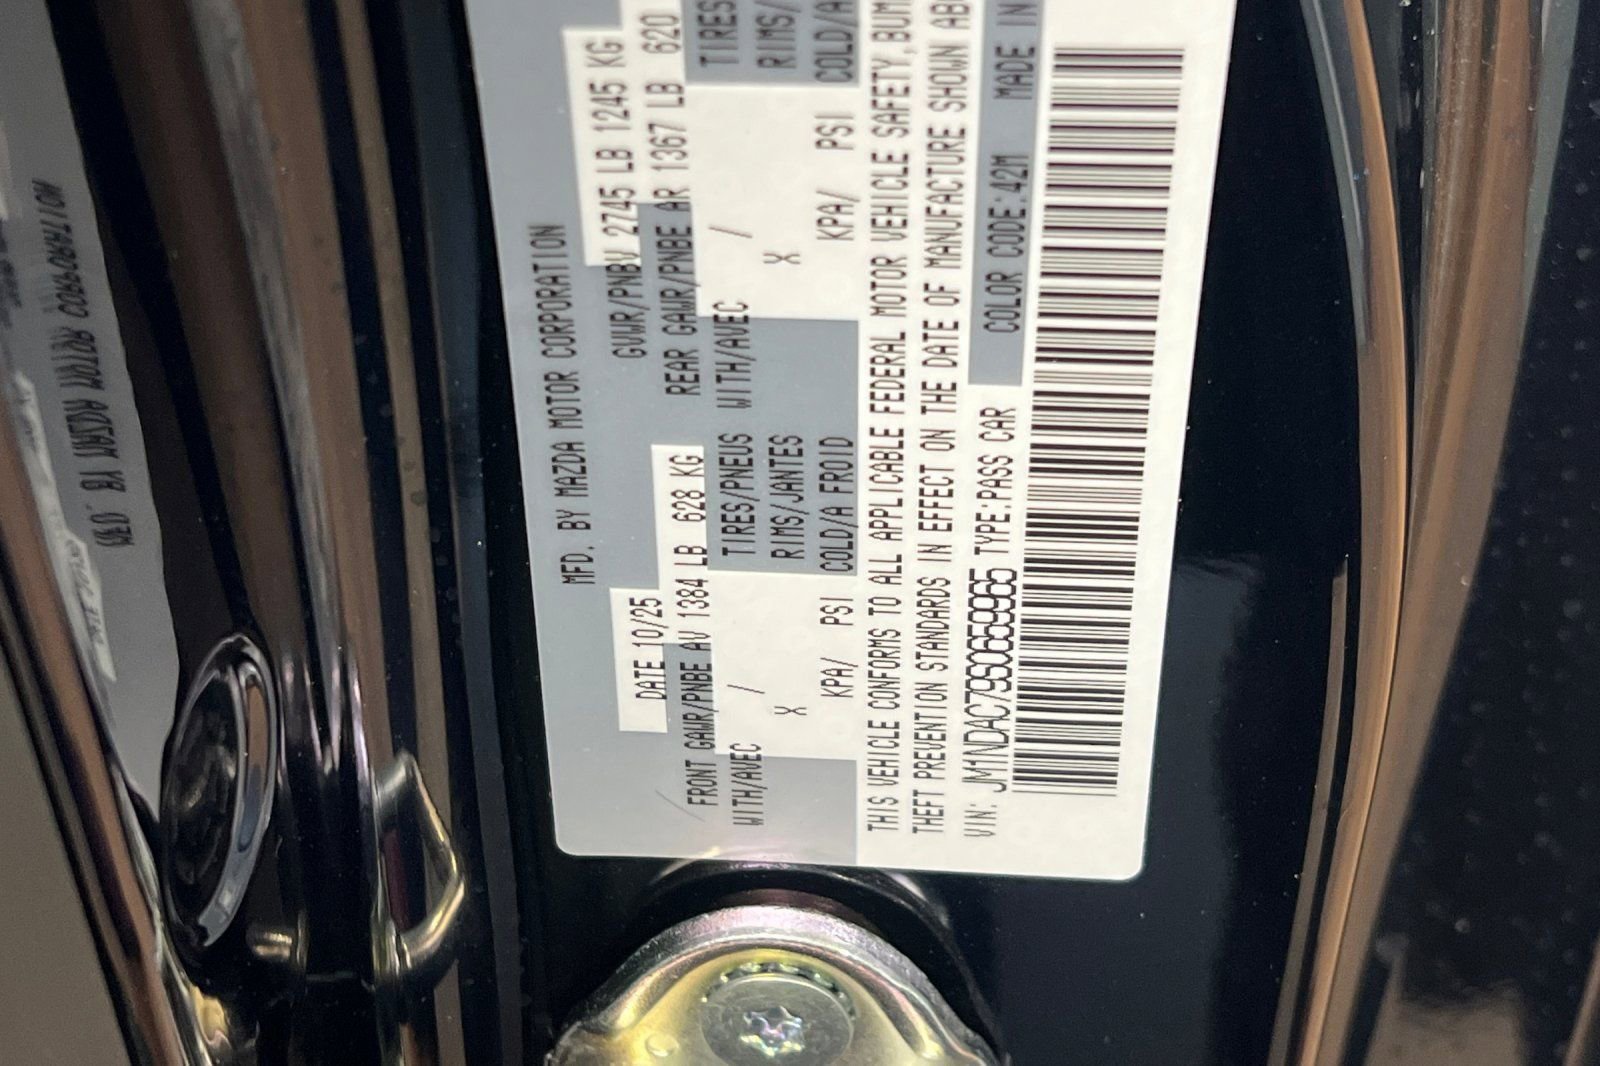 MFD. BY MAZDA MOTOR CORPORATION
DATE 10/25
GVWR/PNBV 2745 LB 1245 KG
FRONT GAWR/PNBE AV 1384 LB 628 KG
REAR GAWR/PNBE AR 1367 LB 620
WITH/AVEC / TIRES/PNEUS WITH/AVEC / TIRES
X RIMS/JANTES X RIMS/
KPA/ PSI COLD/A FROID KPA/ PSI COLD/A
THIS VEHICLE CONFORMS TO ALL APPLICABLE FEDERAL MOTOR VEHICLE SAFETY,
THEFT PREVENTION STANDARDS IN EFFECT ON THE DATE OF MANUFACTURE SHOWN
VIN: JM1NDAC79S0659965 TYPE:PASS CAR COLOR CODE:42M MADE IN